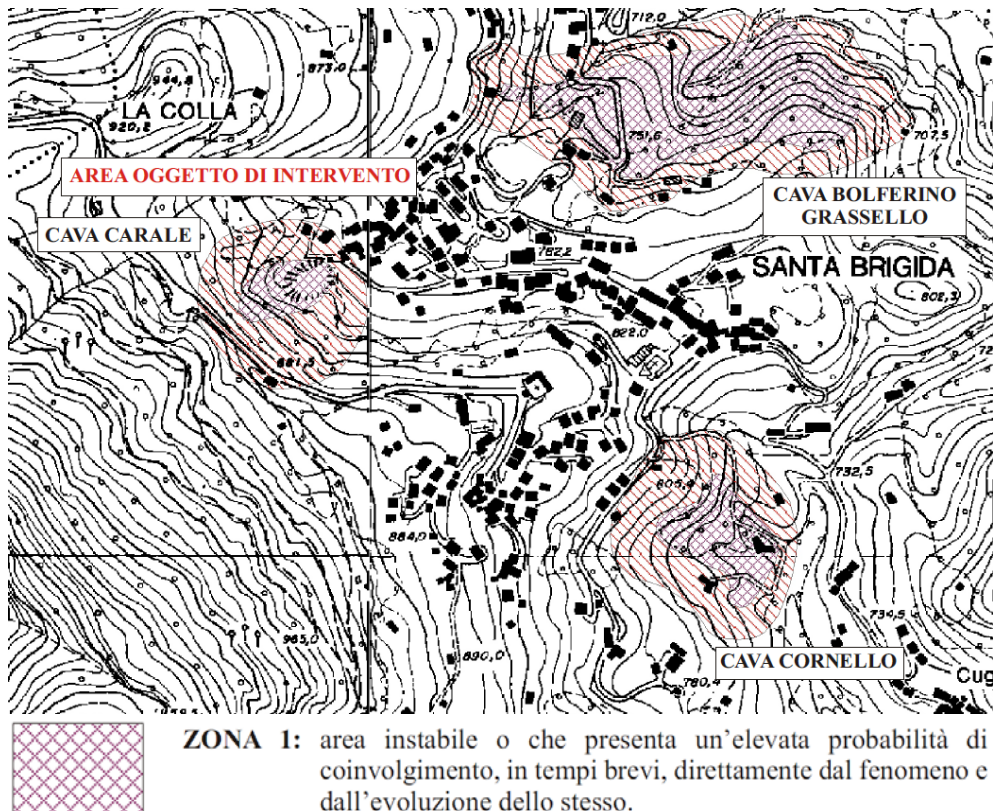 712,0
944,8
873,0
LA COLLA
920,2
751,6
707,5
AREA OGGETTO DI INTERVENTO
CAVA BOLFERINO
GRASSELLO
CAVA CARALE
782,2
SANTA BRIGIDA
802,3
822,0
881,5
732,5
805,4
884,0
965,0
734,5
890,0
CAVA CORNELLO
780,4
Cug
ZONA 1: area instabile o che presenta un'elevata probabilità di
coinvolgimento, in tempi brevi, direttamente dal fenomeno e
dall'evoluzione dello stesso.